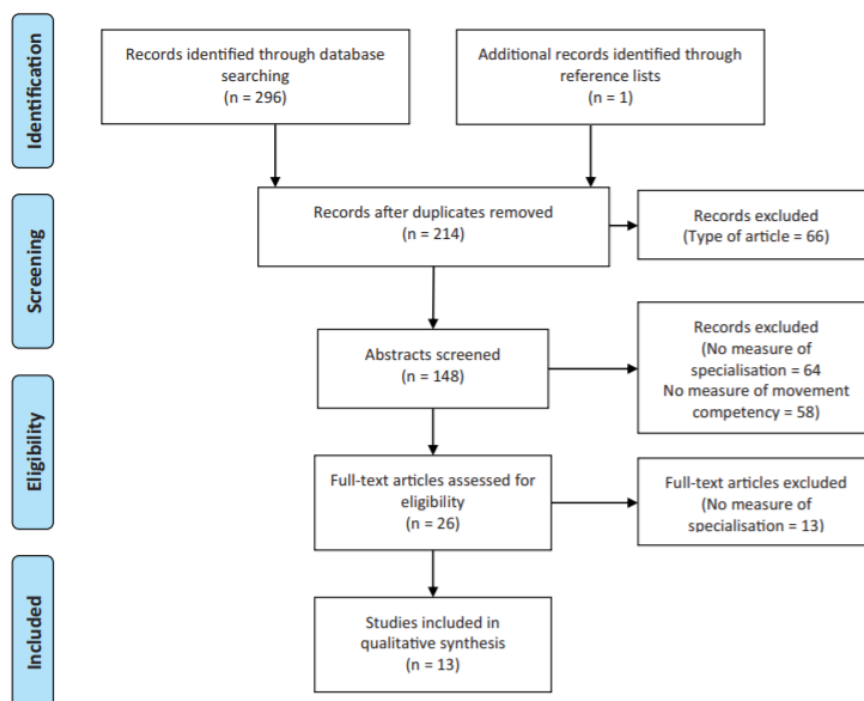 Identification
Records identified through database
searching
(n = 296)
Additional records identified through
reference lists
(n = 1)
Screening
Records after duplicates removed
(n = 214)
Records excluded
(Type of article = 66)
Abstracts screened
(n = 148)
Records excluded
(No measure of
specialisation = 64
No measure of movement
competency = 58)
Eligibility
Full-text articles assessed for
eligibility
(n = 26)
Full-text articles excluded
(No measure of
specialisation = 13)
Included
Studies included in
qualitative synthesis
(n = 13)